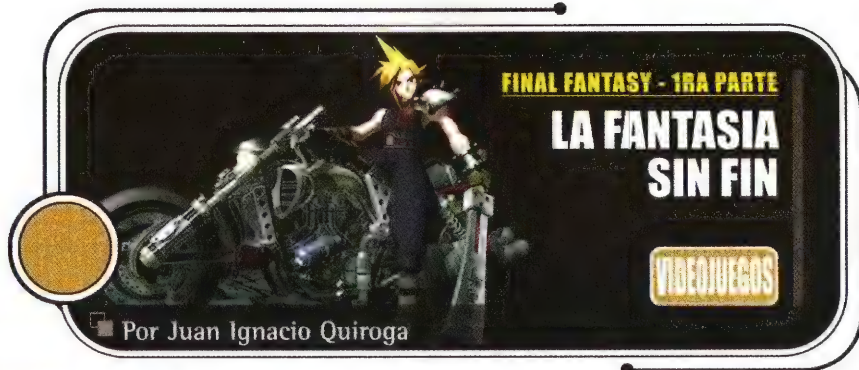 FINAL FANTASY - 1RA PARTE
LA FANTASIA
SIN FIN
VIDEOJUEGOS
Por Juan Ignacio Quiroga